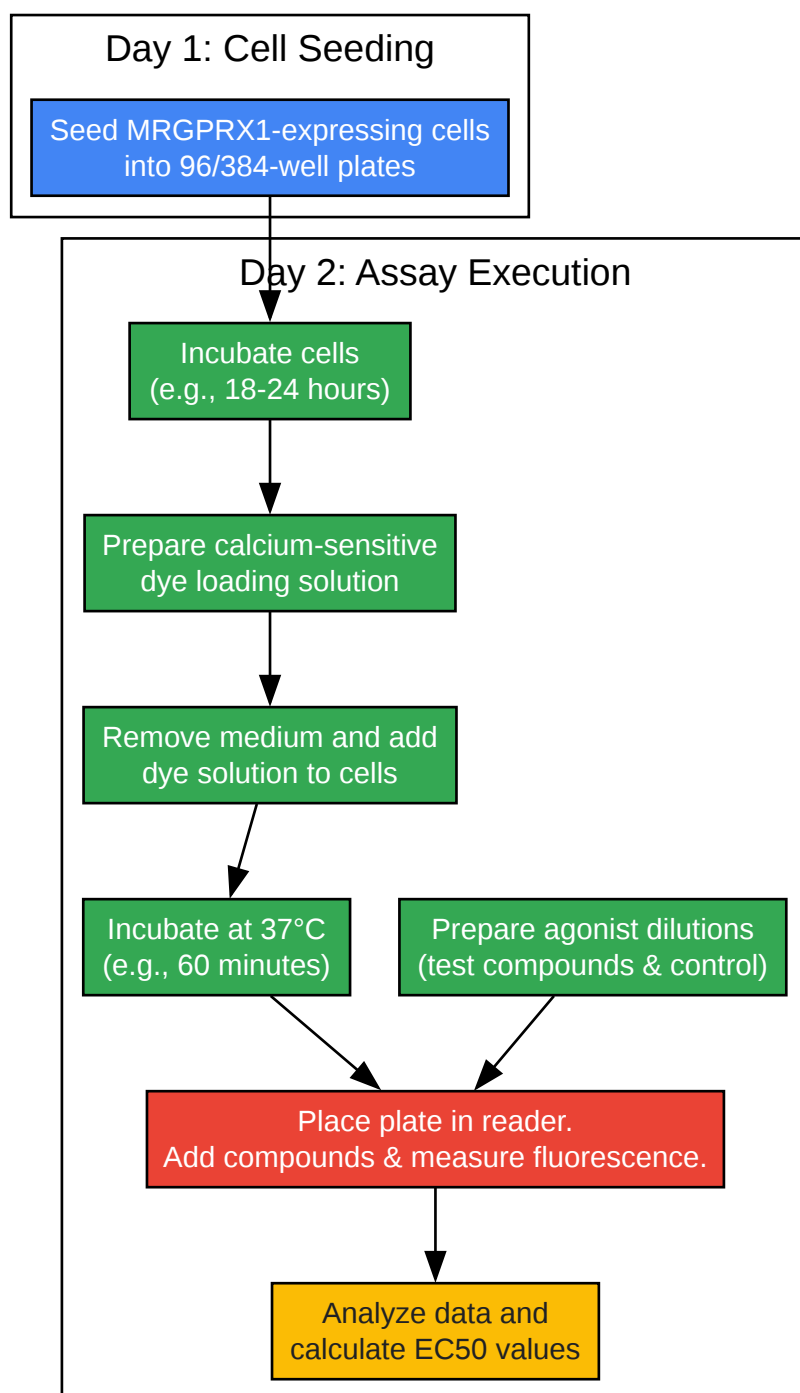 Day 1: Cell Seeding
Seed MRGPRX1-expressing cells
into 96/384-well plates
Day 2: Assay Execution
Incubate cells
(e.g., 18-24 hours)
Prepare calcium-sensitive
dye loading solution
Remove medium and add
dye solution to cells
Incubate at 37°C
(e.g., 60 minutes)
Prepare agonist dilutions
(test compounds & control)
Place plate in reader.
Add compounds & measure fluorescence.
Analyze data and
calculate EC50 values